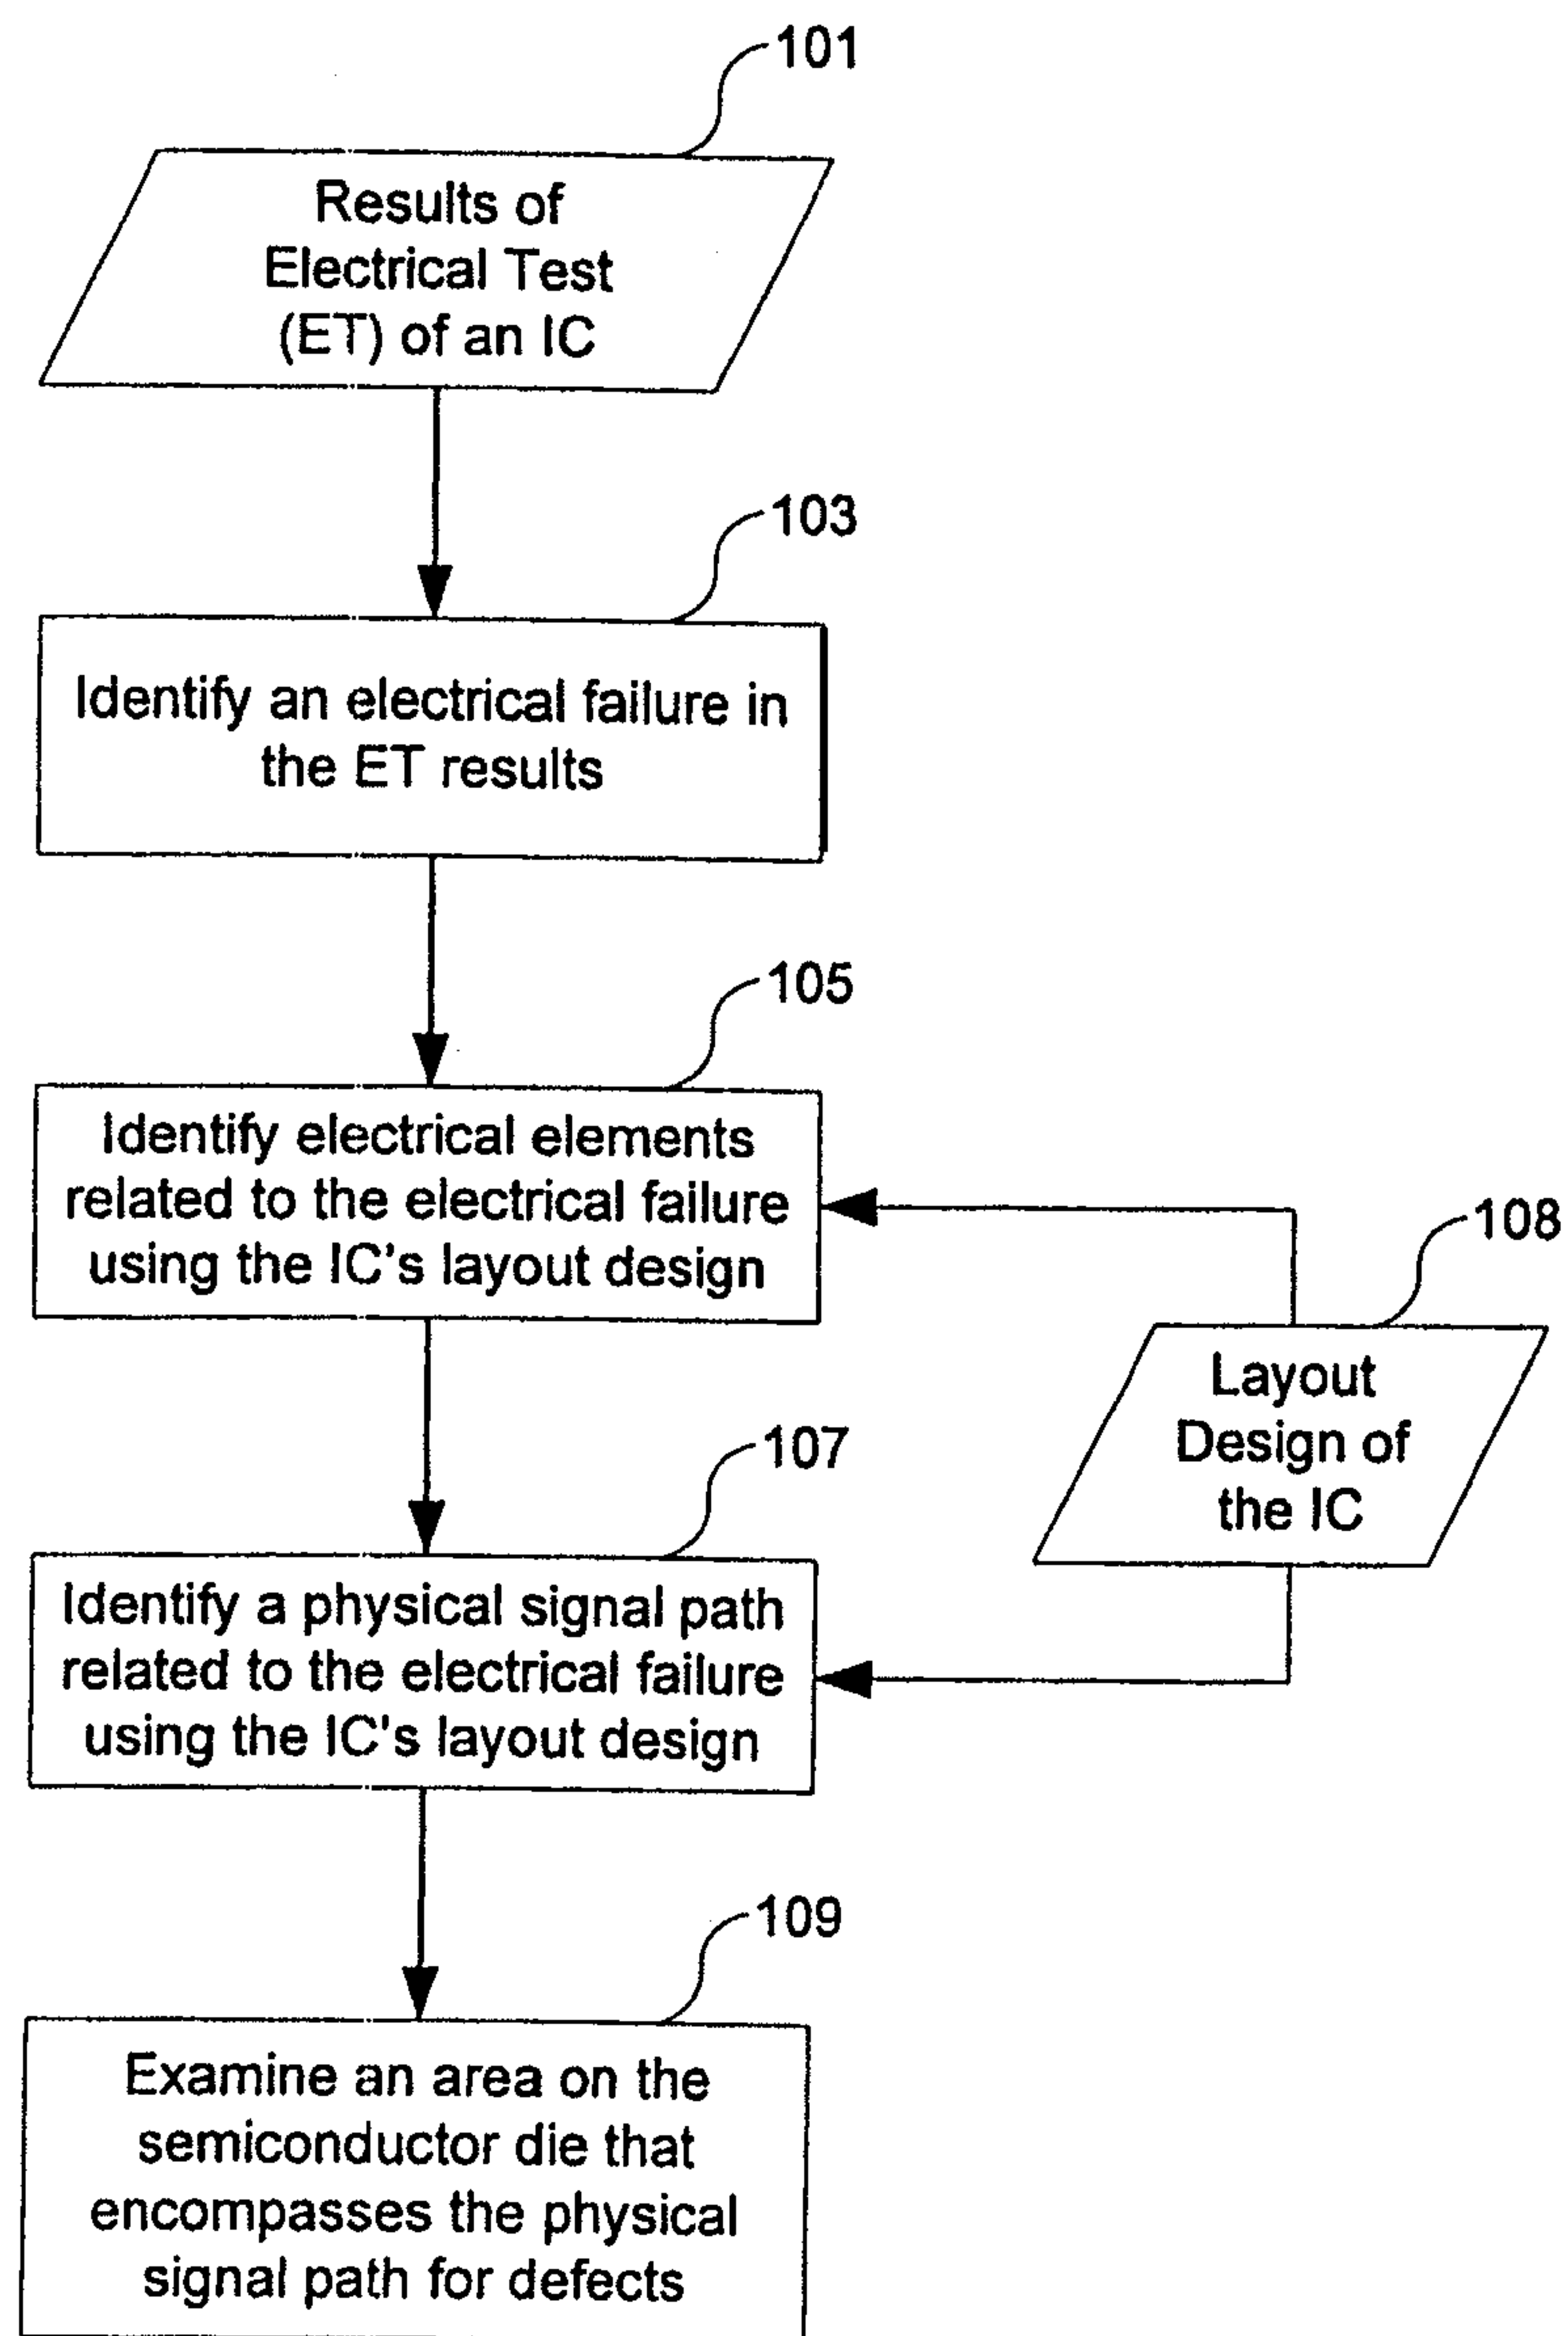 101
Results of
Electrical Test
(ET) of an IC
103
Identify an electrical failure in
the ET results
105
Identify electrical elements
related to the electrical failure
using the IC's layout design
108
Layout
Design of
the IC
107
Identify a physical signal path
related to the electrical failure
using the IC's layout design
109
Examine an area on the
semiconductor die that
encompasses the physical
signal path for defects